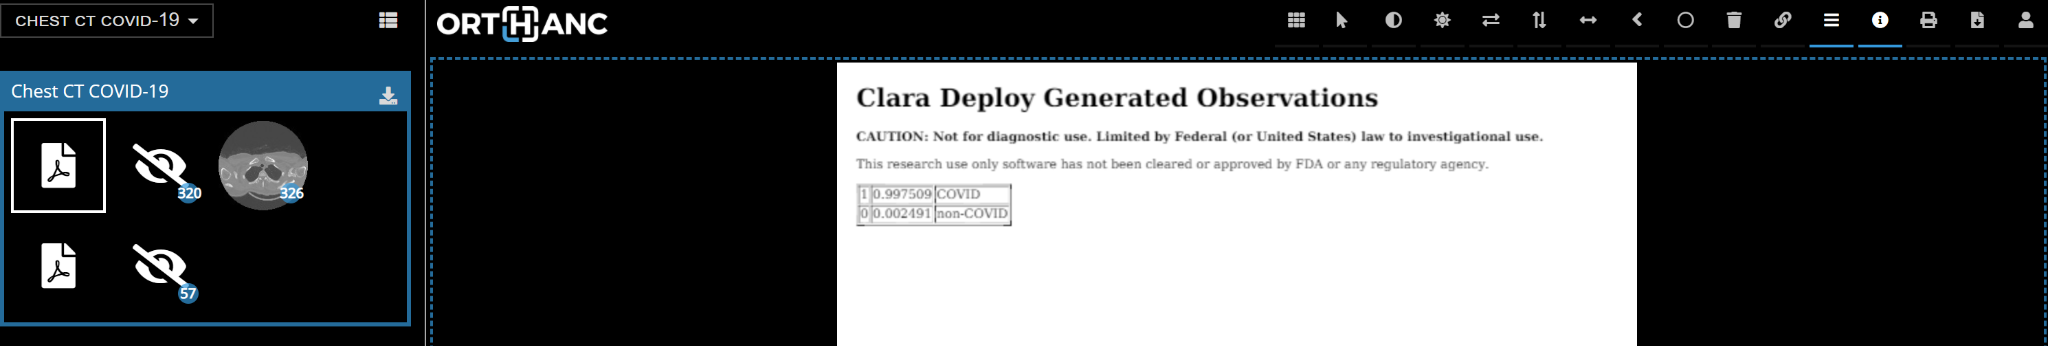 CHEST CT COVID-19
Chest CT COVID-19
320
326
57
ORTHANC
Clara Deploy Generated Observations
CAUTION: Not for diagnostic use. Limited by Federal (or United States) law to investigational use.
This research use only software has not been cleared or approved by FDA or any regulatory agency.
1 0.997509 COVID
0 0.002491 non-COVID